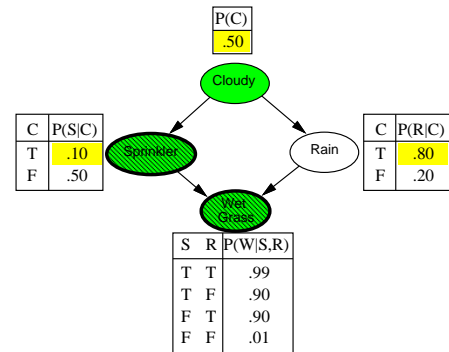 P(C)
.50
Cloudy
C P(S|C)
T .10
F .50
Sprinkler
Rain
C P(R|C)
T .80
F .20
Wet
Grass
S R P(W|S,R)
T T .99
T F .90
F T .90
F F .01